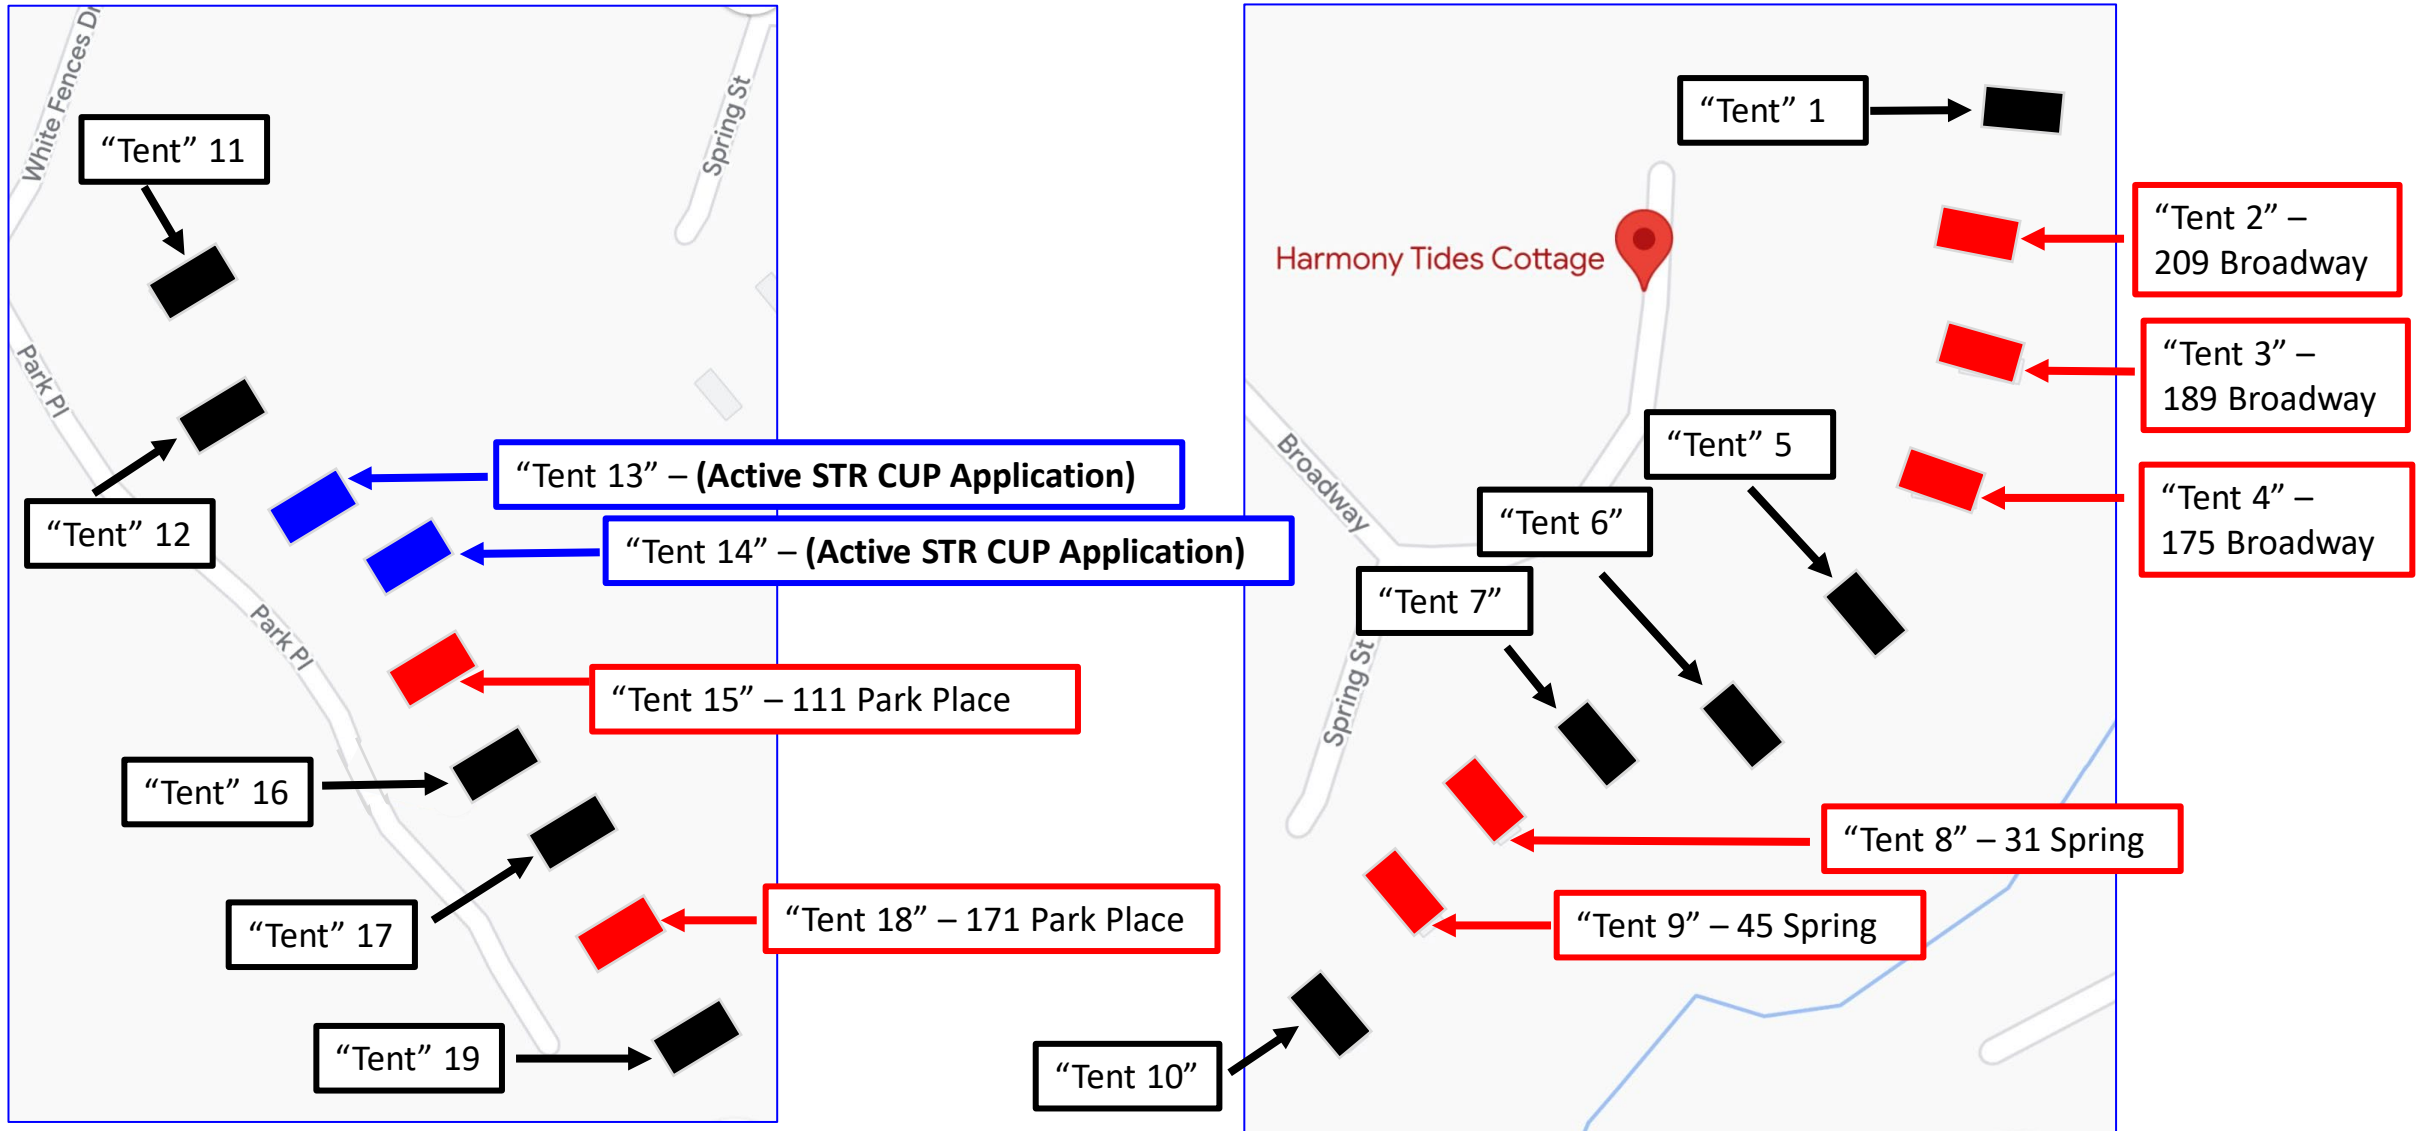 White Fences Dr
Spring St
“Tent” 11
Park Pl
“Tent” 12
“Tent 13” – (Active STR CUP Application)
“Tent 14” – (Active STR CUP Application)
Park Pl
“Tent 15” – 111 Park Place
“Tent” 16
“Tent” 17
“Tent 18” – 171 Park Place
“Tent” 19
“Tent” 1
“Tent 2” –
209 Broadway
Harmony Tides Cottage
“Tent 3” –
189 Broadway
“Tent” 5
Broadway
“Tent 4” –
175 Broadway
“Tent 6”
“Tent 7”
Spring St
“Tent 8” – 31 Spring
“Tent 9” – 45 Spring
“Tent 10”